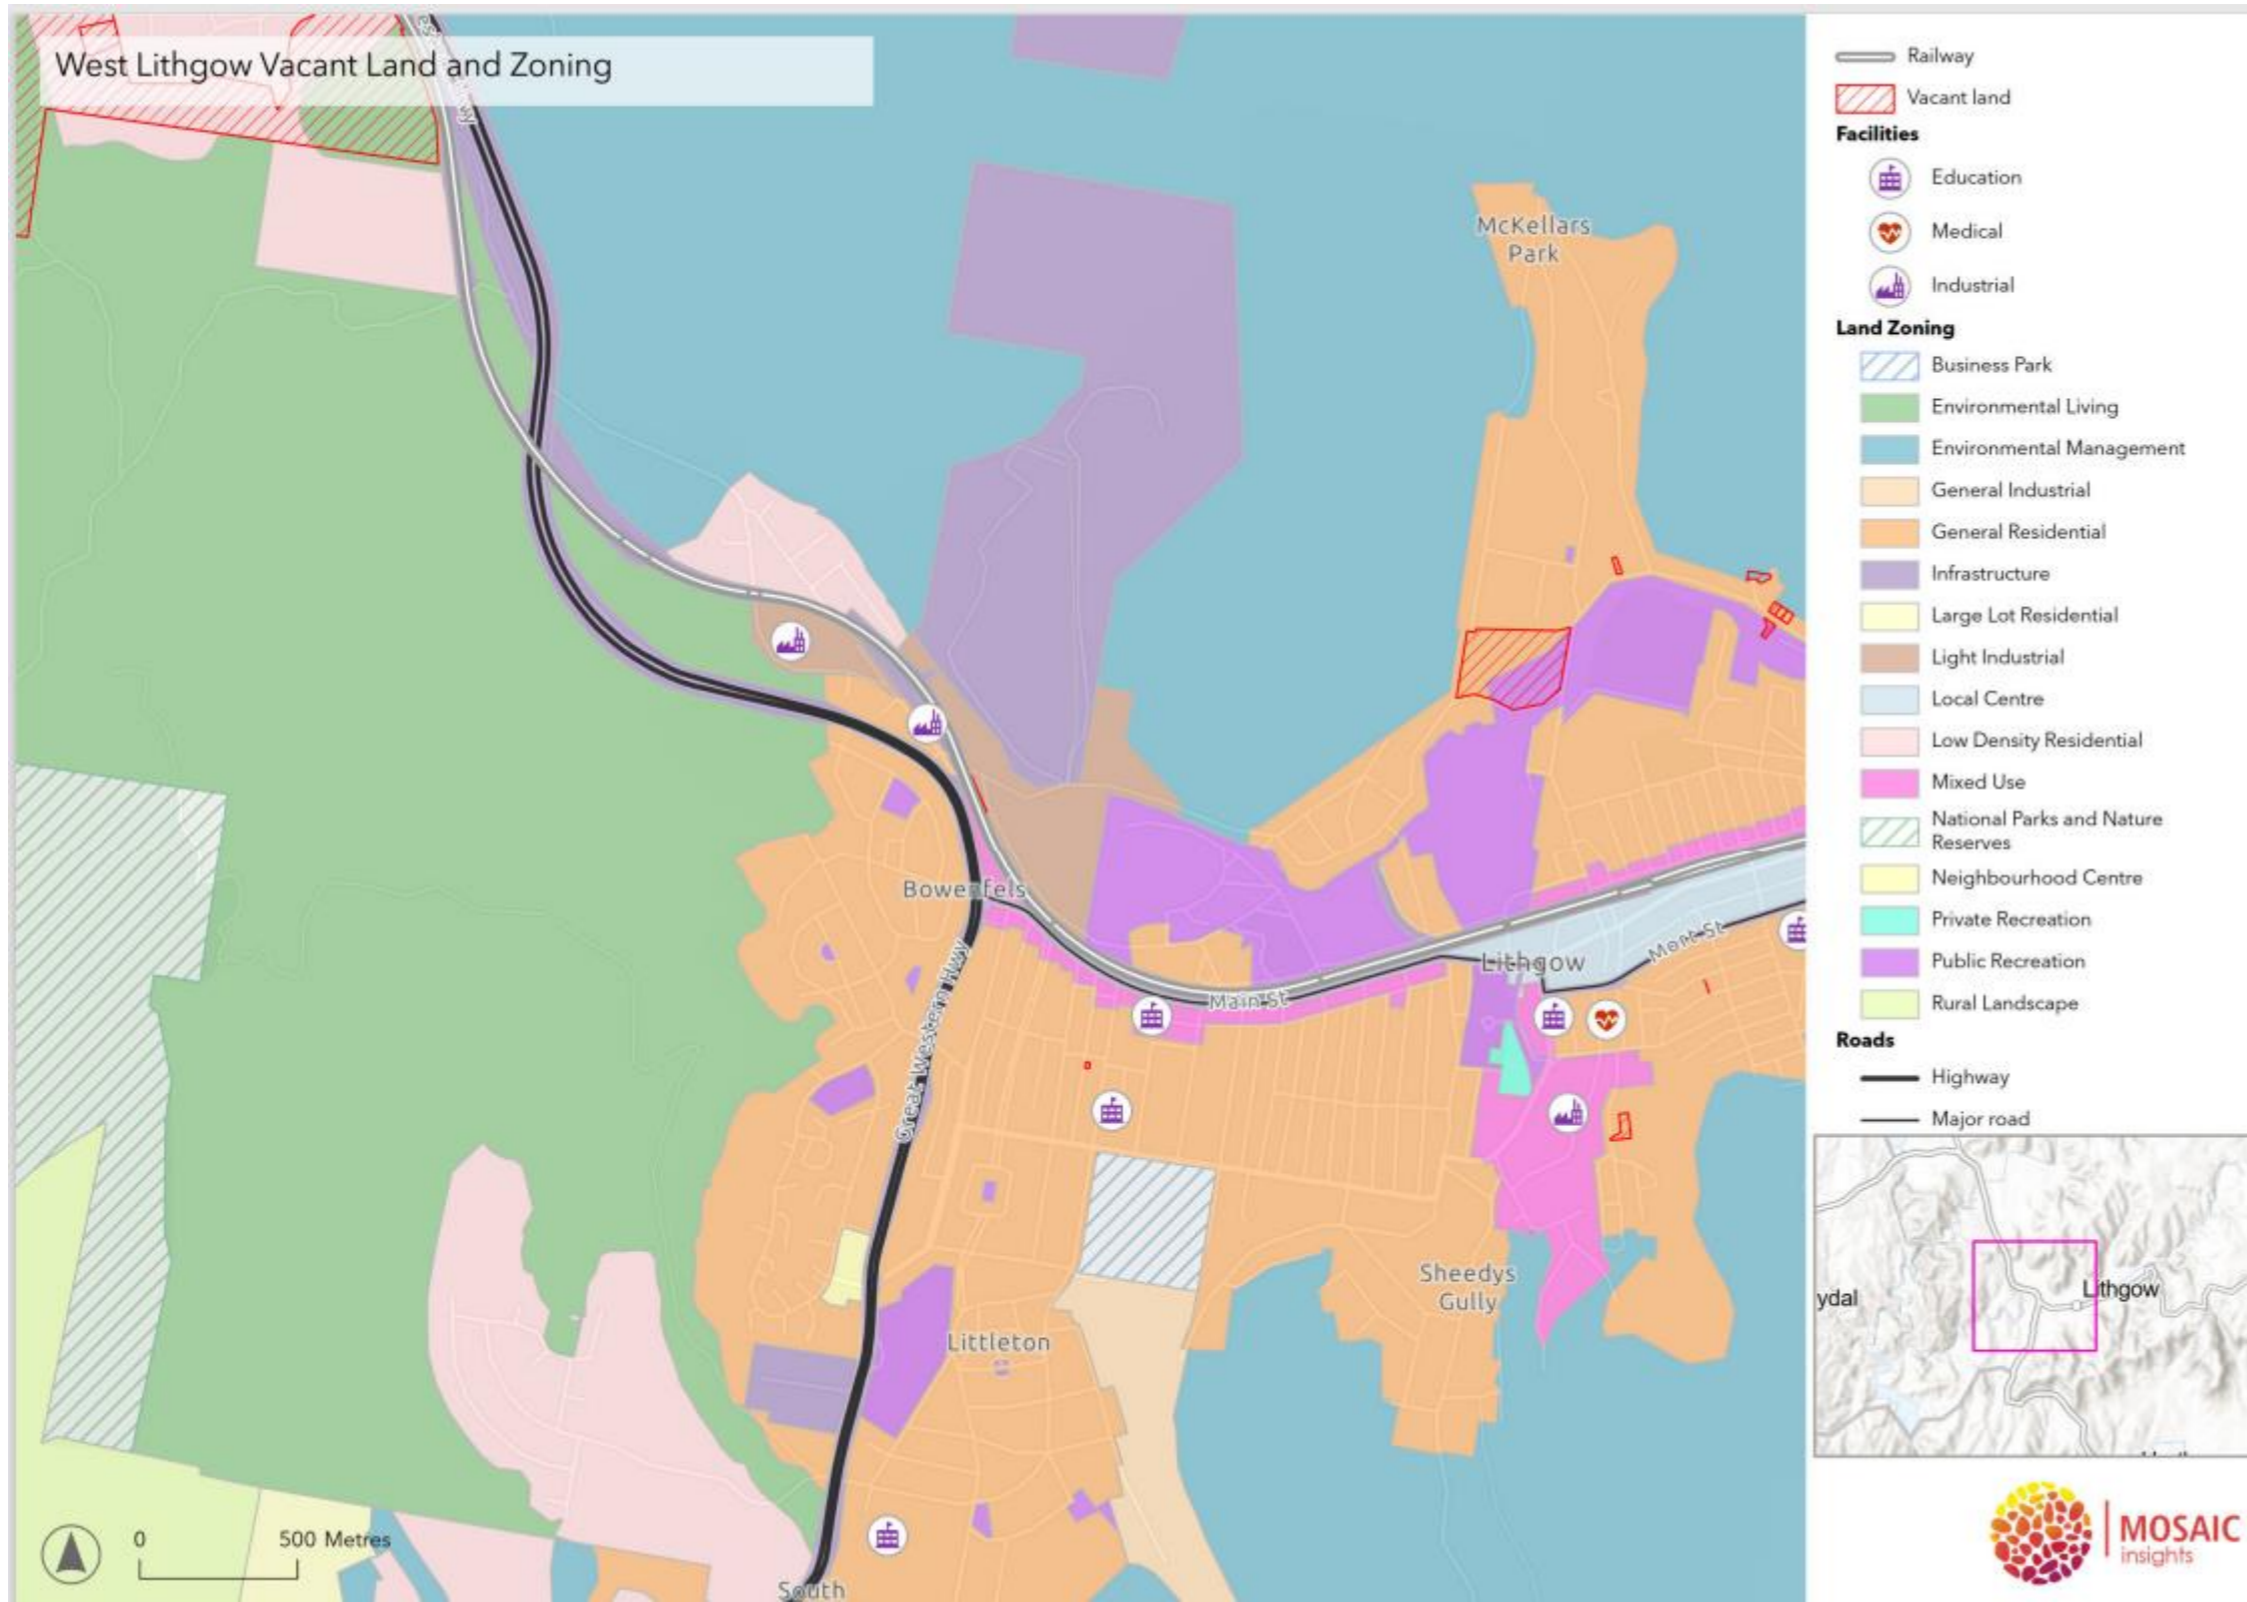 West Lithgow Vacant Land and Zoning
McKellars
Park
Bowenfels
Great Western Hwy
Main St
Lithgow
Mort St
Sheedys
Gully
Littleton
South
0 500 Metres
Railway
Vacant land
Facilities
Education
Medical
Industrial
Land Zoning
Business Park
Environmental Living
Environmental Management
General Industrial
General Residential
Infrastructure
Large Lot Residential
Light Industrial
Local Centre
Low Density Residential
Mixed Use
National Parks and Nature
Reserves
Neighbourhood Centre
Private Recreation
Public Recreation
Rural Landscape
Roads
Highway
Major road
ydal
Lithgow
MOSAIC
insights